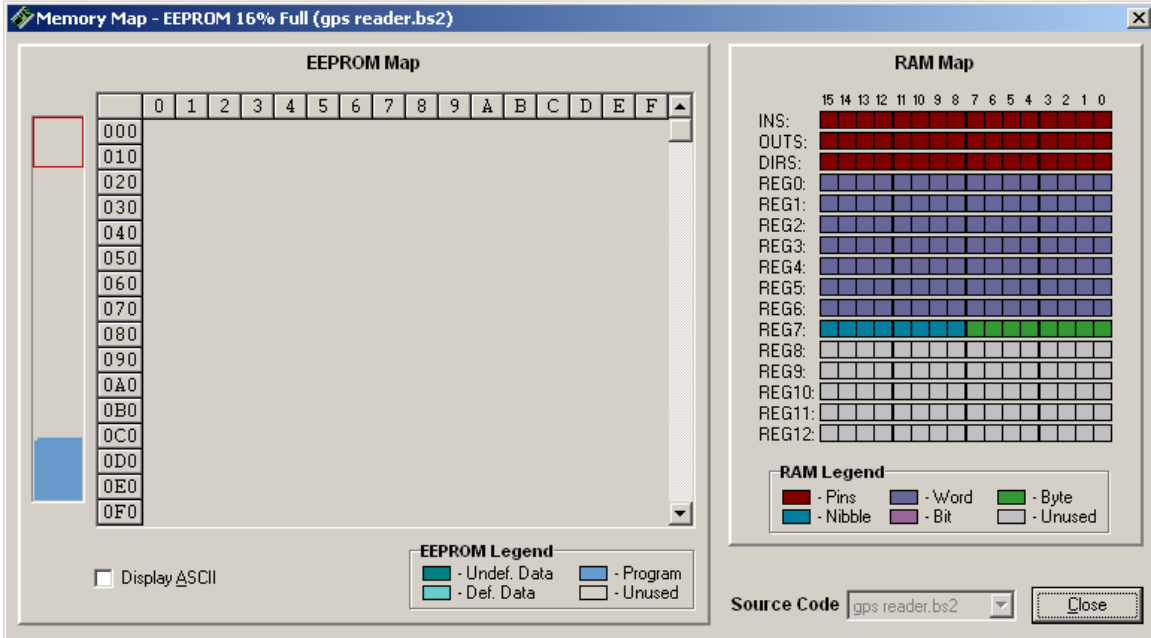 Memory Map - EEPROM 16% Full (gps reader.bs2)
EEPROM Map
0 1 2 3 4 5 6 7 8 9 A B C D E F
000
010
020
030
040
050
060
070
080
090
0A0
0B0
0C0
0D0
0E0
0F0
Display ASCII
EEPROM Legend
- Undef. Data - Program
- Def. Data - Unused
RAM Map
15 14 13 12 11 10 9 8 7 6 5 4 3 2 1 0
INS:
OUTS:
DIRS:
REG0:
REG1:
REG2:
REG3:
REG4:
REG5:
REG6:
REG7:
REG8:
REG9:
REG10:
REG11:
REG12:
RAM Legend
- Pins - Word - Byte
- Nibble - Bit - Unused
Source Code gps reader.bs2 Close